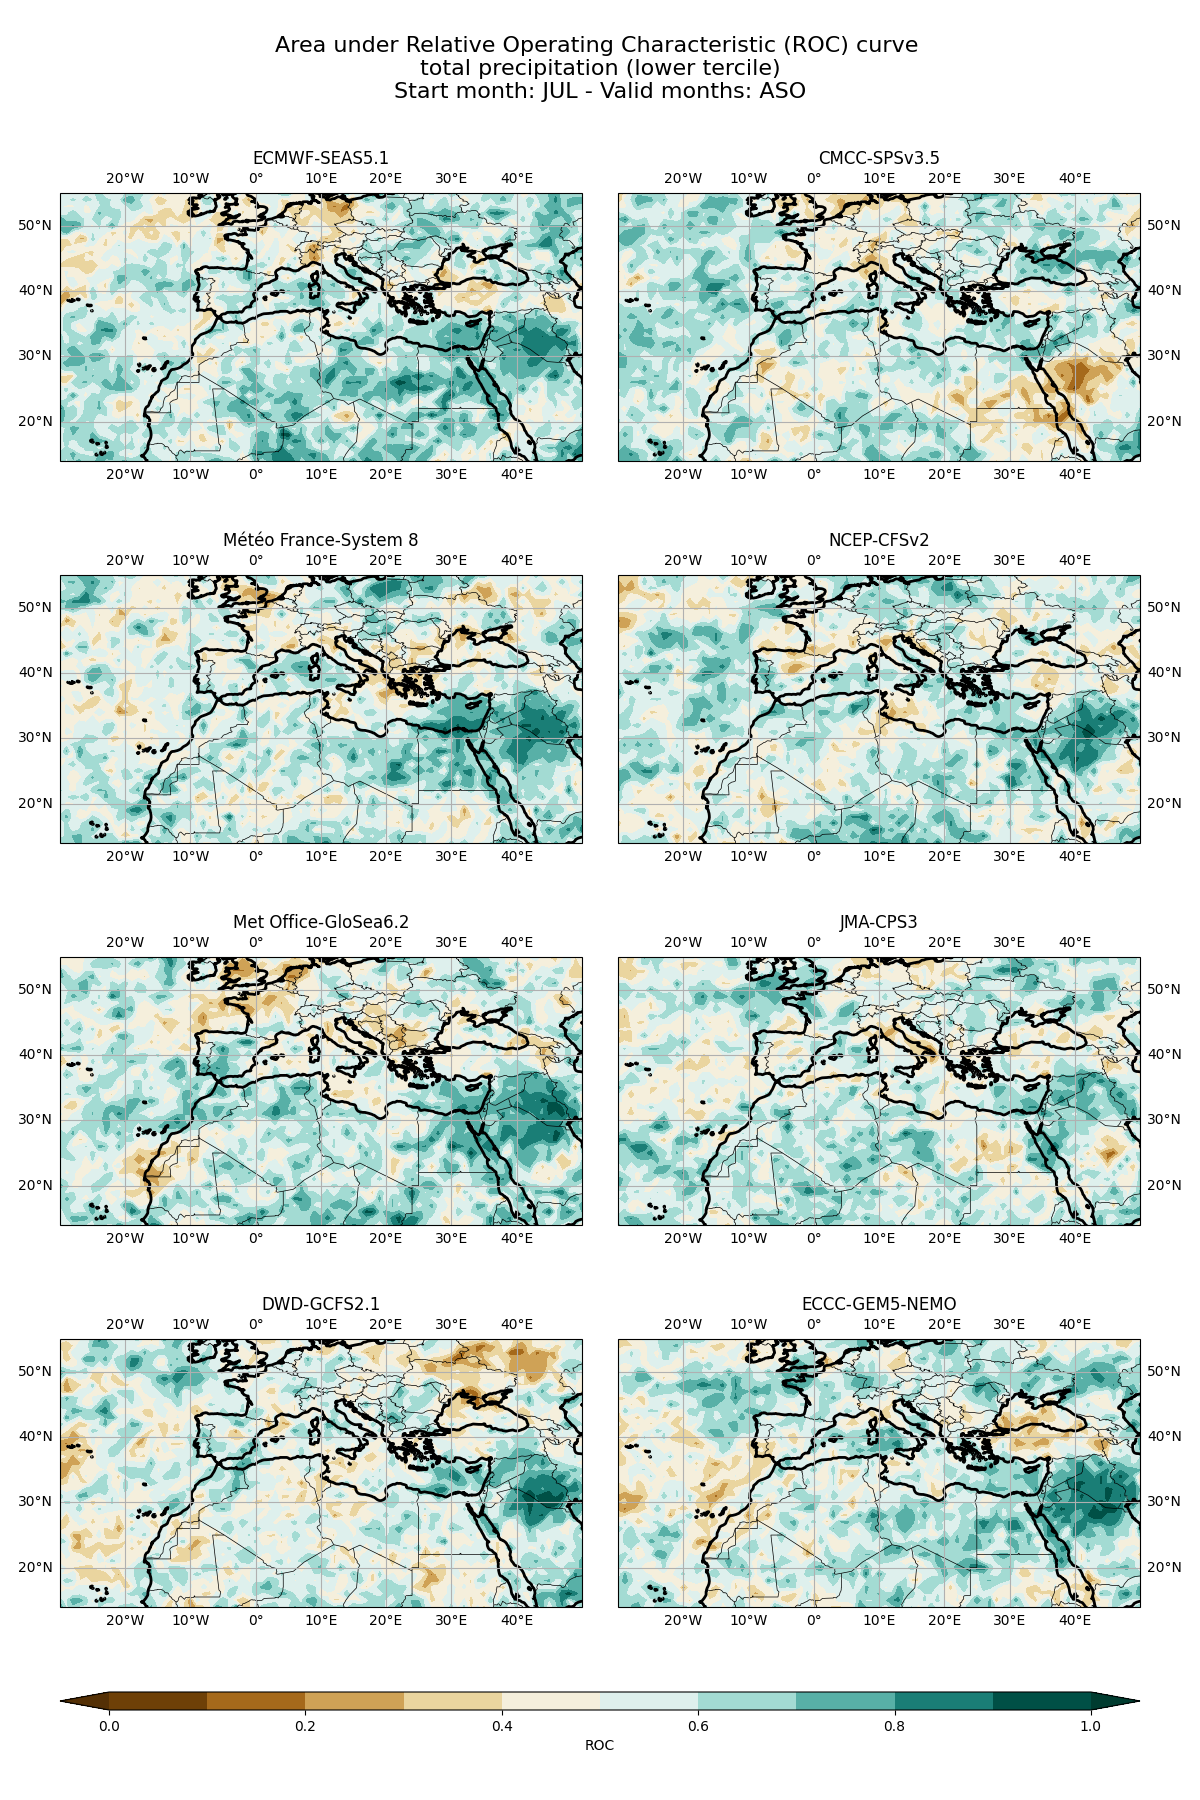 Area under Relative Operating Characteristic (ROC) curve
total precipitation (lower tercile)
Start month: JUL - Valid months: ASO
ECMWF-SEAS5.1
20°W 10°W 0° 10°E 20°E 30°E 40°E
50°N
40°N
30°N
20°N
20°W 10°W 0° 10°E 20°E 30°E 40°E
CMCC-SPSv3.5
20°W 10°W 0° 10°E 20°E 30°E 40°E
50°N
40°N
30°N
20°N
20°W 10°W 0° 10°E 20°E 30°E 40°E
Météo France-System 8
20°W 10°W 0° 10°E 20°E 30°E 40°E
50°N
40°N
30°N
20°N
20°W 10°W 0° 10°E 20°E 30°E 40°E
NCEP-CFSv2
20°W 10°W 0° 10°E 20°E 30°E 40°E
50°N
40°N
30°N
20°N
20°W 10°W 0° 10°E 20°E 30°E 40°E
Met Office-GloSea6.2
20°W 10°W 0° 10°E 20°E 30°E 40°E
50°N
40°N
30°N
20°N
20°W 10°W 0° 10°E 20°E 30°E 40°E
JMA-CPS3
20°W 10°W 0° 10°E 20°E 30°E 40°E
50°N
40°N
30°N
20°N
20°W 10°W 0° 10°E 20°E 30°E 40°E
DWD-GCFS2.1
20°W 10°W 0° 10°E 20°E 30°E 40°E
50°N
40°N
30°N
20°N
20°W 10°W 0° 10°E 20°E 30°E 40°E
ECCC-GEM5-NEMO
20°W 10°W 0° 10°E 20°E 30°E 40°E
50°N
40°N
30°N
20°N
20°W 10°W 0° 10°E 20°E 30°E 40°E
0.0 0.2 0.4 0.6 0.8 1.0
ROC